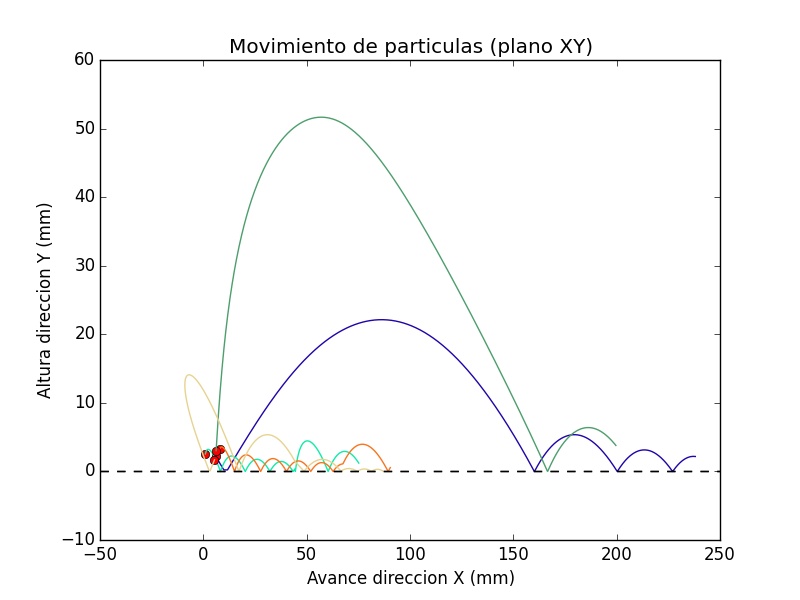 Movimiento de particulas (plano XY)
Altura direccion Y (mm)
60
50
40
30
20
10
0
−10
−50 0 50 100 150 200 250
Avance direccion X (mm)